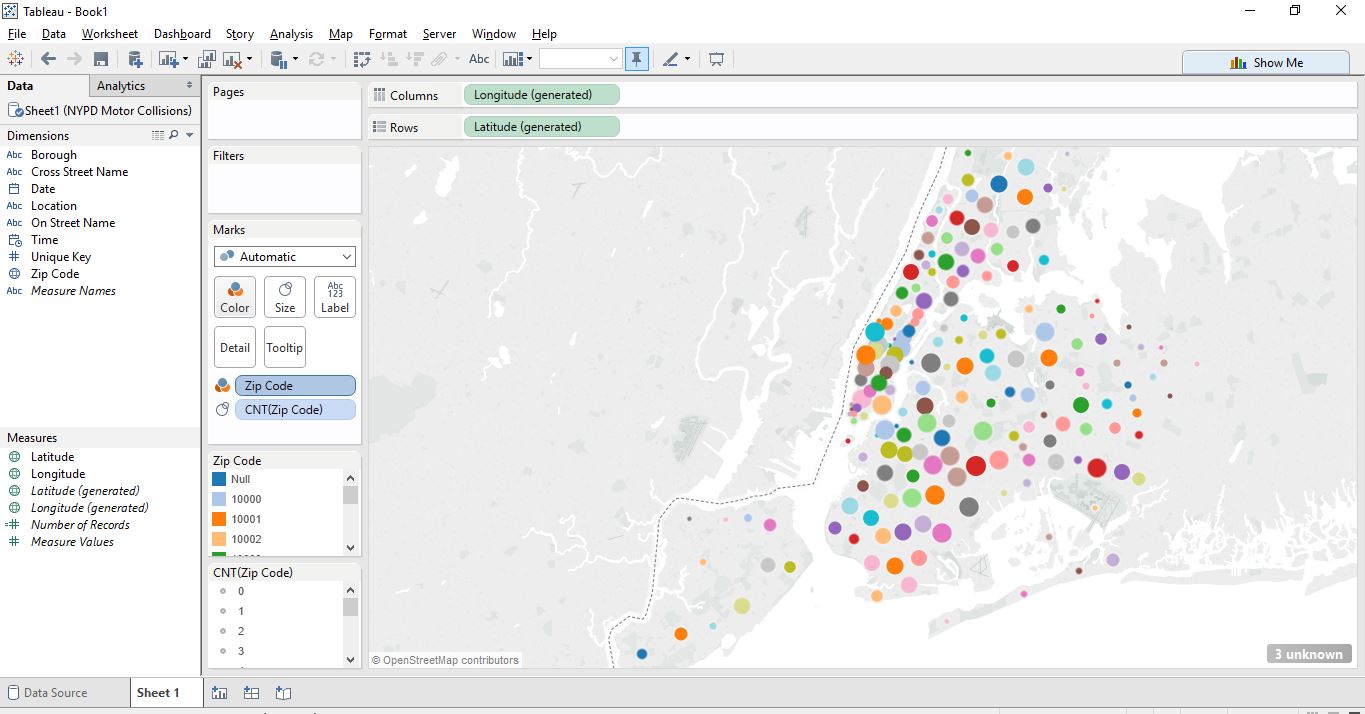 Tableau - Book1
File Data Worksheet Dashboard Story Analysis Map Format Server Window Help
Abc
Show Me
Data Analytics
Sheet1 (NYPD Motor Collisions)
Dimensions
Abc Borough
Abc Cross Street Name
Date
Abc Location
Abc On Street Name
Time
Unique Key
Zip Code
Abc Measure Names
Measures
Latitude
Longitude
Latitude (generated)
Longitude (generated)
Number of Records
Measure Values
Pages
Filters
Marks
Automatic
Color Size Abc
123
Label
Detail Tooltip
Zip Code
CNT(Zip Code)
Zip Code
Null
10000
10001
10002
CNT(Zip Code)
0
1
2
3
Columns Longitude (generated)
Rows Latitude (generated)
© OpenStreetMap contributors
3 unknown
Data Source Sheet 1